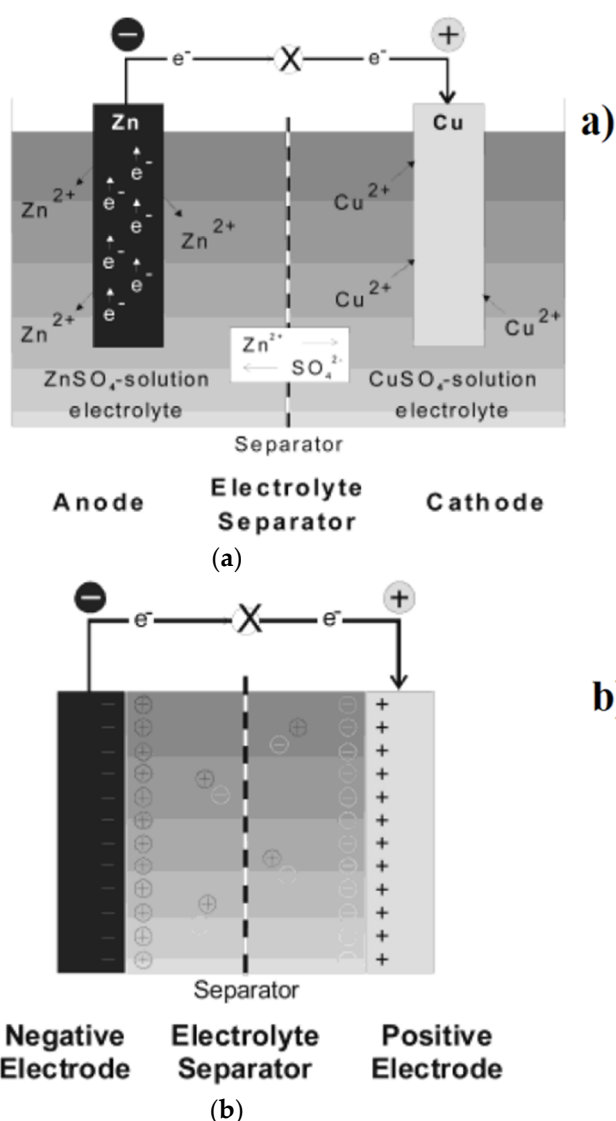 − +
e⁻ X e⁻
a)
Zn Cu
e⁻
Zn²⁺ e⁻ Cu²⁺
e⁻ Zn²⁺
e⁻ Cu²⁺
e⁻
Zn²⁺ e⁻ Cu²⁺
Zn²⁺
SO₄²⁻
ZnSO₄-solution CuSO₄-solution
electrolyte electrolyte
Separator
Anode Electrolyte Cathode
Separator
(a)
− +
e⁻ X e⁻
b)
Separator
Negative Electrolyte Positive
Electrode Separator Electrode
(b)